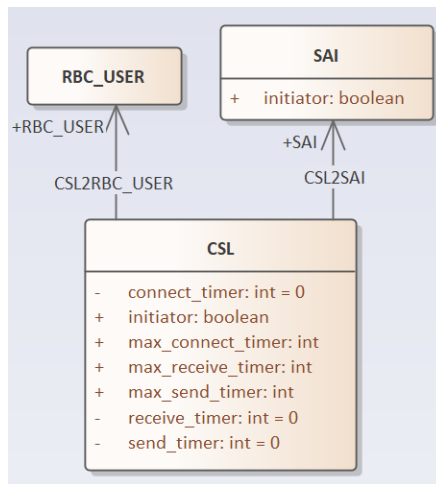 RBC_USER
SAI
+ initiator: boolean
+RBC_USER
+SAI
CSL2RBC_USER
CSL2SAI
CSL
- connect_timer: int = 0
+ initiator: boolean
+ max_connect_timer: int
+ max_receive_timer: int
+ max_send_timer: int
- receive_timer: int = 0
- send_timer: int = 0